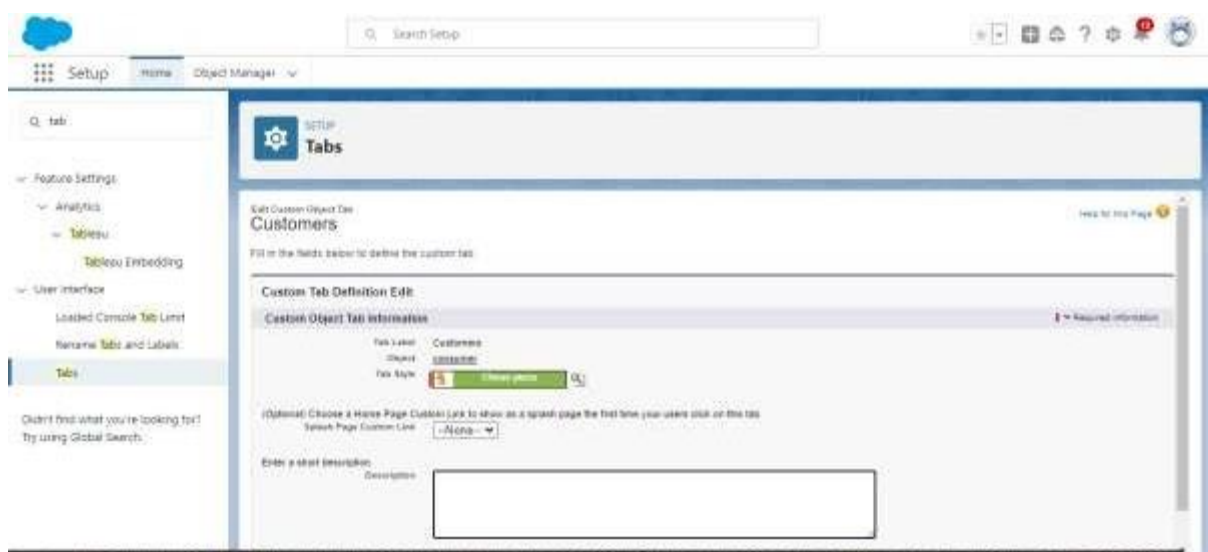 Search Setup
Setup
Home
Object Manager
tab
Feature Settings
Analytics
Tableau
Tableau Embedding
User Interface
Loaded Console Tab Limit
Rename Tabs and Labels
Tabs
Didn't find what you're looking for?
Try using Global Search.
SETUP
Tabs
Edit Custom Object Tab
Customers
Help for this Page
Fill in the fields below to define the custom tab.
Custom Tab Definition Edit
Custom Object Tab Information
= Required Information
Tab Label Customers
Object
Tab Style
(Optional) Choose a Home Page Custom Link to show as a splash page the first time your users click on this tab.
Splash Page Custom Link --None--
Enter a short description.
Description